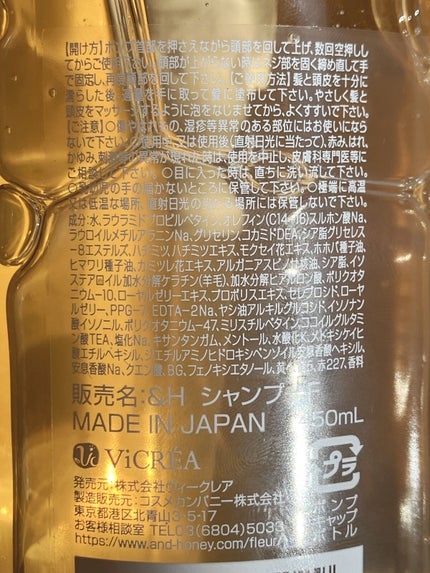 【開け方】ポンプ首部を押さえながら頭部を回して上げ、数回空押しし
てからご使用下さい。頭部が上がらない時はネジ部を固く締め直して手
で固定し、再度頭部を回して下さい。【ご使用方法】髪と頭皮を十分に
濡らした後、適量を手に取って髪に塗布して下さい。やさしく髪と
頭皮をマッサージするように泡をなじませてから、よくすすいで下さい。
【ご注意】○傷やはれもの、湿疹等異常のある部位にはお使いになら
ないで下さい。○使用中、又は使用後(直射日光に当たって)、赤み、はれ、
かゆみ、刺激等の異常が現れた時は、使用を中止し、皮膚科専門医等に
ご相談して下さい。○目に入った時は、直ちに洗い流して下さい。
○乳幼児の手の届かないところに保管して下さい。○極端に高温
又は低温な場所、直射日光のあたる場所には保管しないで下さい。
成分:水、ラウラミドプロピルベタイン、オレフィン(C14-16)スルホン酸Na、
ラウロイルメチルアラニンNa、グリセリン、コカミドDEA、シア脂グリセレス
-8エステルズ、ハチミツ、ハチミツエキス、モクセイ花エキス、ホホバ種子油、
ヒマワリ種子油、カミツレ花エキス、アルガニアスピノサ核油、シア脂、イソ
ステアロイル加水分解ケラチン(羊毛)、加水分解ヒアルロン酸、ポリクオタ
ニウム-10、ローヤルゼリーエキス、プロポリスエキス、セレブロシド、ローヤ
ルゼリー、PPG-7、EDTA-2Na、ヤシ油アルキルグルコシド、イソノナン
酸イソノニル、ポリクオタニウム-47、ミリスチルベタイン、ココイルグルタミ
ン酸TEA、塩化Na、キサンタンガム、メントール、水酸化K、メトキシケイヒ
酸エチルヘキシル、ジエチルアミノヒドロキシベンゾイル安息香酸ヘキシル、
安息香酸Na、クエン酸、BG、フェノキシエタノール、黄4、赤227、香料
販売名:&H シャンプー
MADE IN JAPAN 50mL
Vc VICREA
プラ
発売元:株式会社ヴィークレア
製造販売元:コスメカンパニー株式会社
東京都港区北青山3-5-17
お客様相談室 TEL03(6804)503
https://www.and-honey.com/fleur
ンプ
キャップ
トル